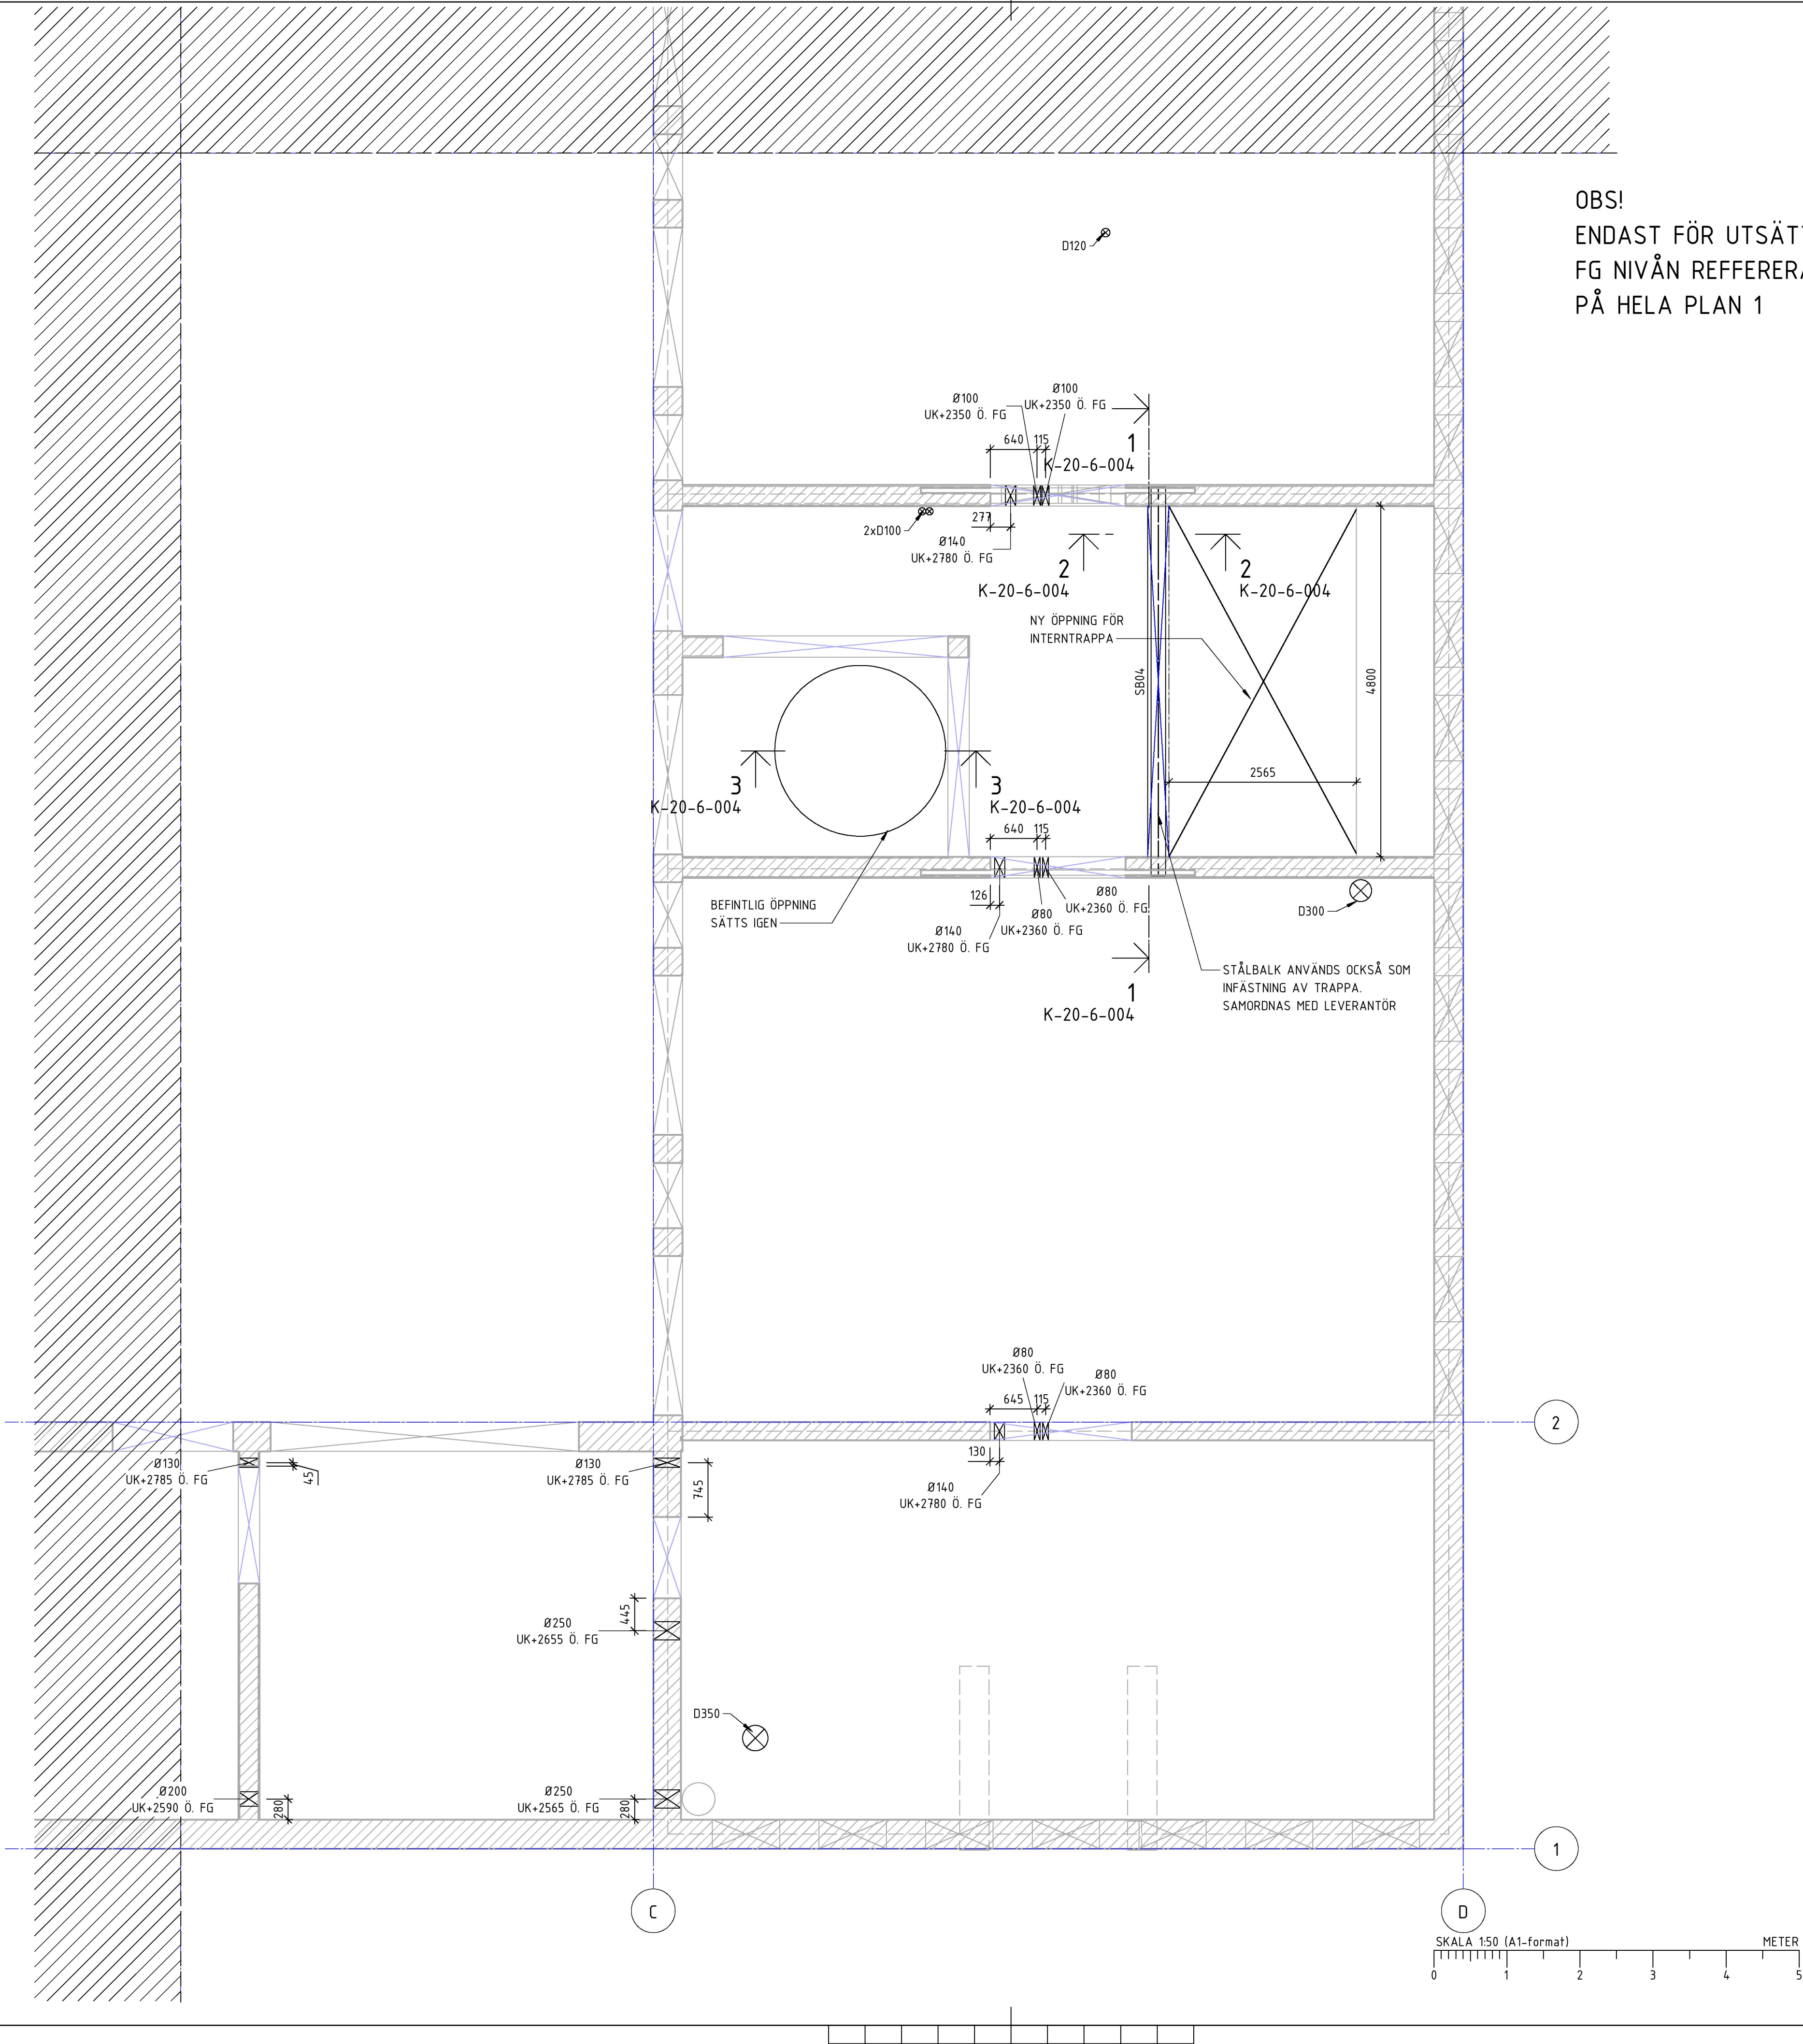 OBS!
ENDAST FÖR
FG NIVÅN
PÅ HELA PLAN 1
D120
Ø100
UK+2350 Ö. FG
Ø100
UK+2350 Ö. FG
640
115
1
K-20-6-004
2xD100
277
Ø140
UK+2780 Ö. FG
2
K-20-6-004
2
K-20-6-004
NY ÖPPNING FÖR
INTERNTRAPPA
SB04
4800
2565
3
K-20-6-004
3
K-20-6-004
640
115
BEFINTLIG ÖPPNING
SÄTTS IGEN
126
Ø140
UK+2780 Ö. FG
Ø80
UK+2360 Ö. FG
Ø80
UK+2360 Ö. FG
D300
STÅLBALK ANVÄNDS OCKSÅ SOM
INFÄSTNING AV TRAPPA.
SAMORDNAS MED LEVERANTÖR
1
K-20-6-004
Ø80
UK+2360 Ö. FG
Ø80
UK+2360 Ö. FG
645
115
2
130
Ø140
UK+2780 Ö. FG
Ø130
UK+2785 Ö. FG
45
Ø130
UK+2785 Ö. FG
745
445
Ø250
UK+2655 Ö. FG
D350
Ø200
UK+2590 Ö. FG
280
Ø250
UK+2565 Ö. FG
280
1
C
D
SKALA 1:50 (A1-format)
METER
0 1 2 3 4 5